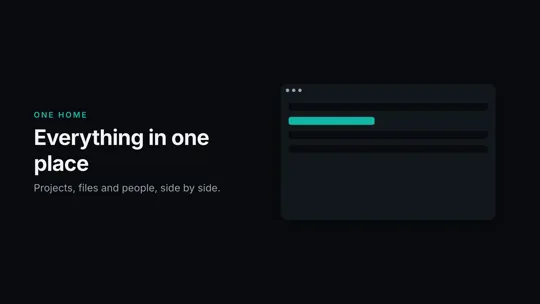 ONE HOME
Everything in one
place
Projects, files and people, side by side.